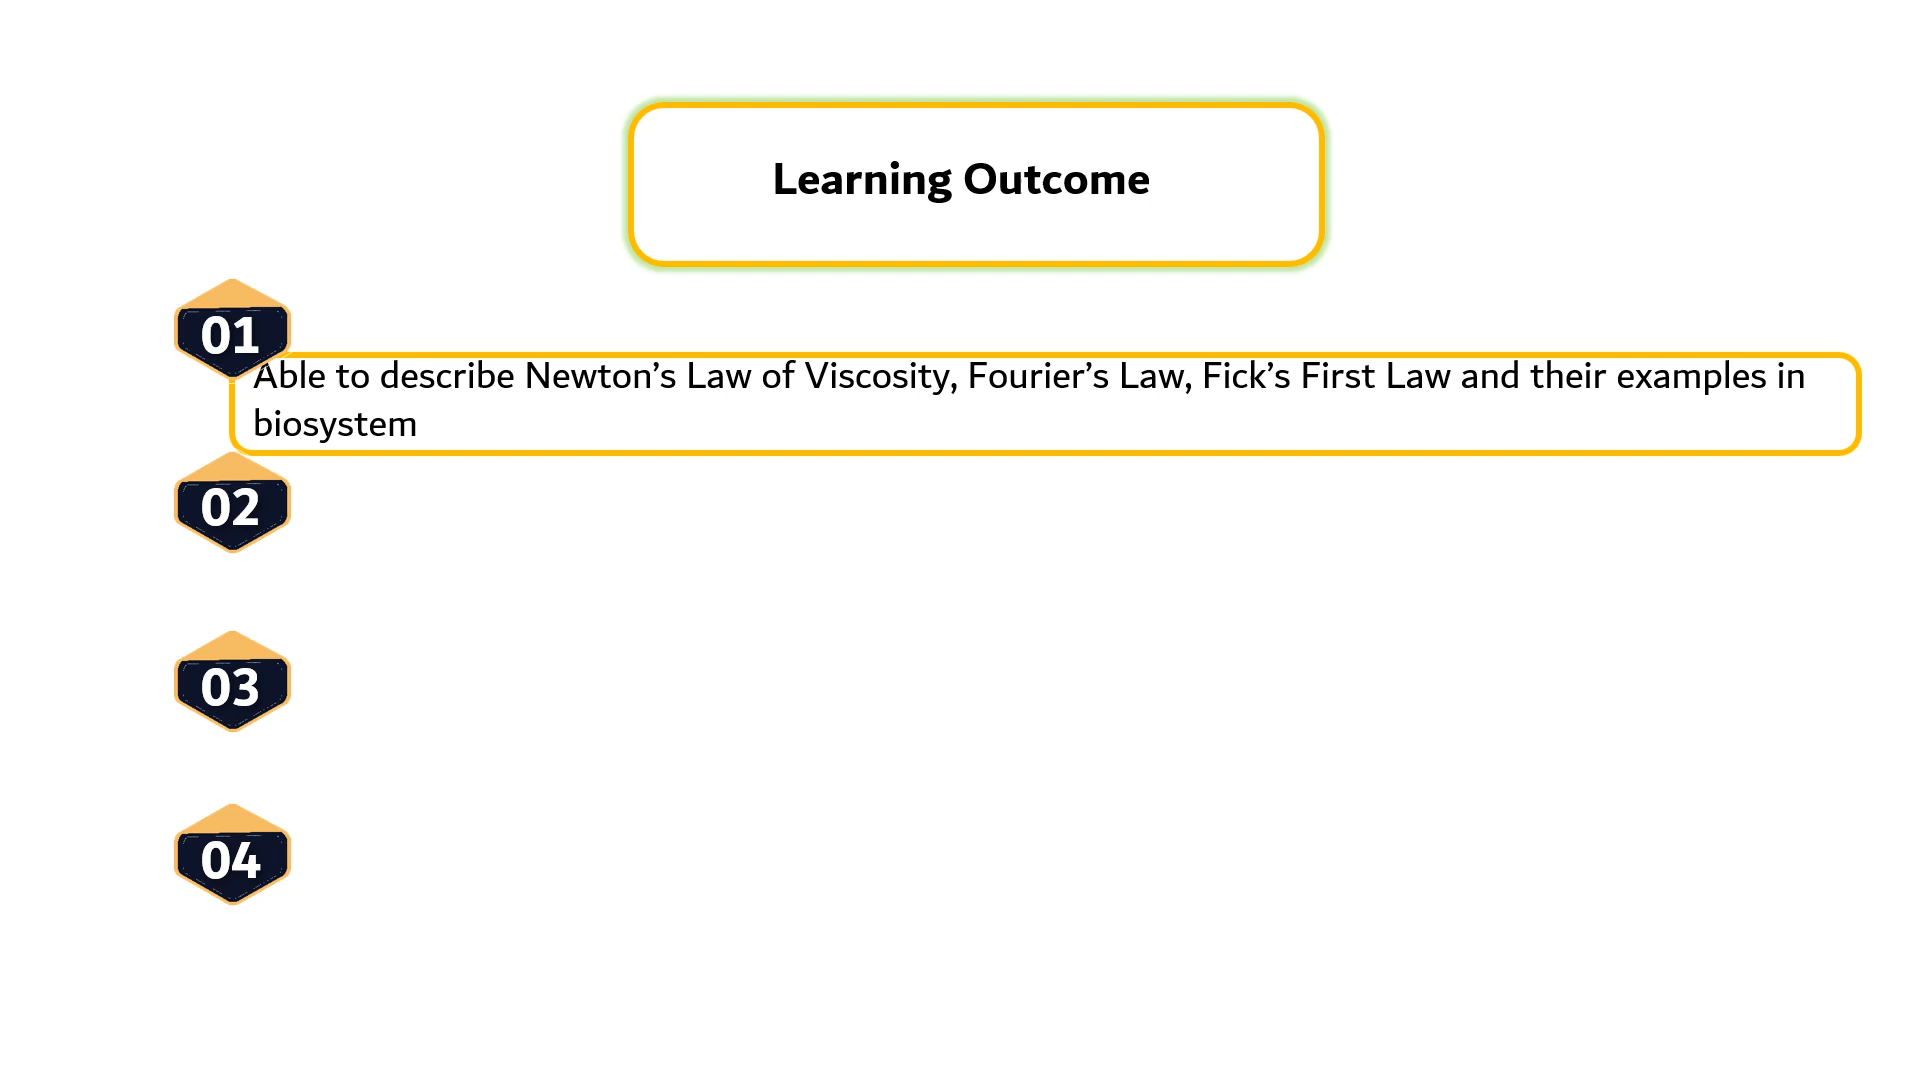 Learning Outcome
01
Able to describe Newton’s Law of Viscosity, Fourier’s Law, Fick’s First Law and their examples in
biosystem
02
03
04